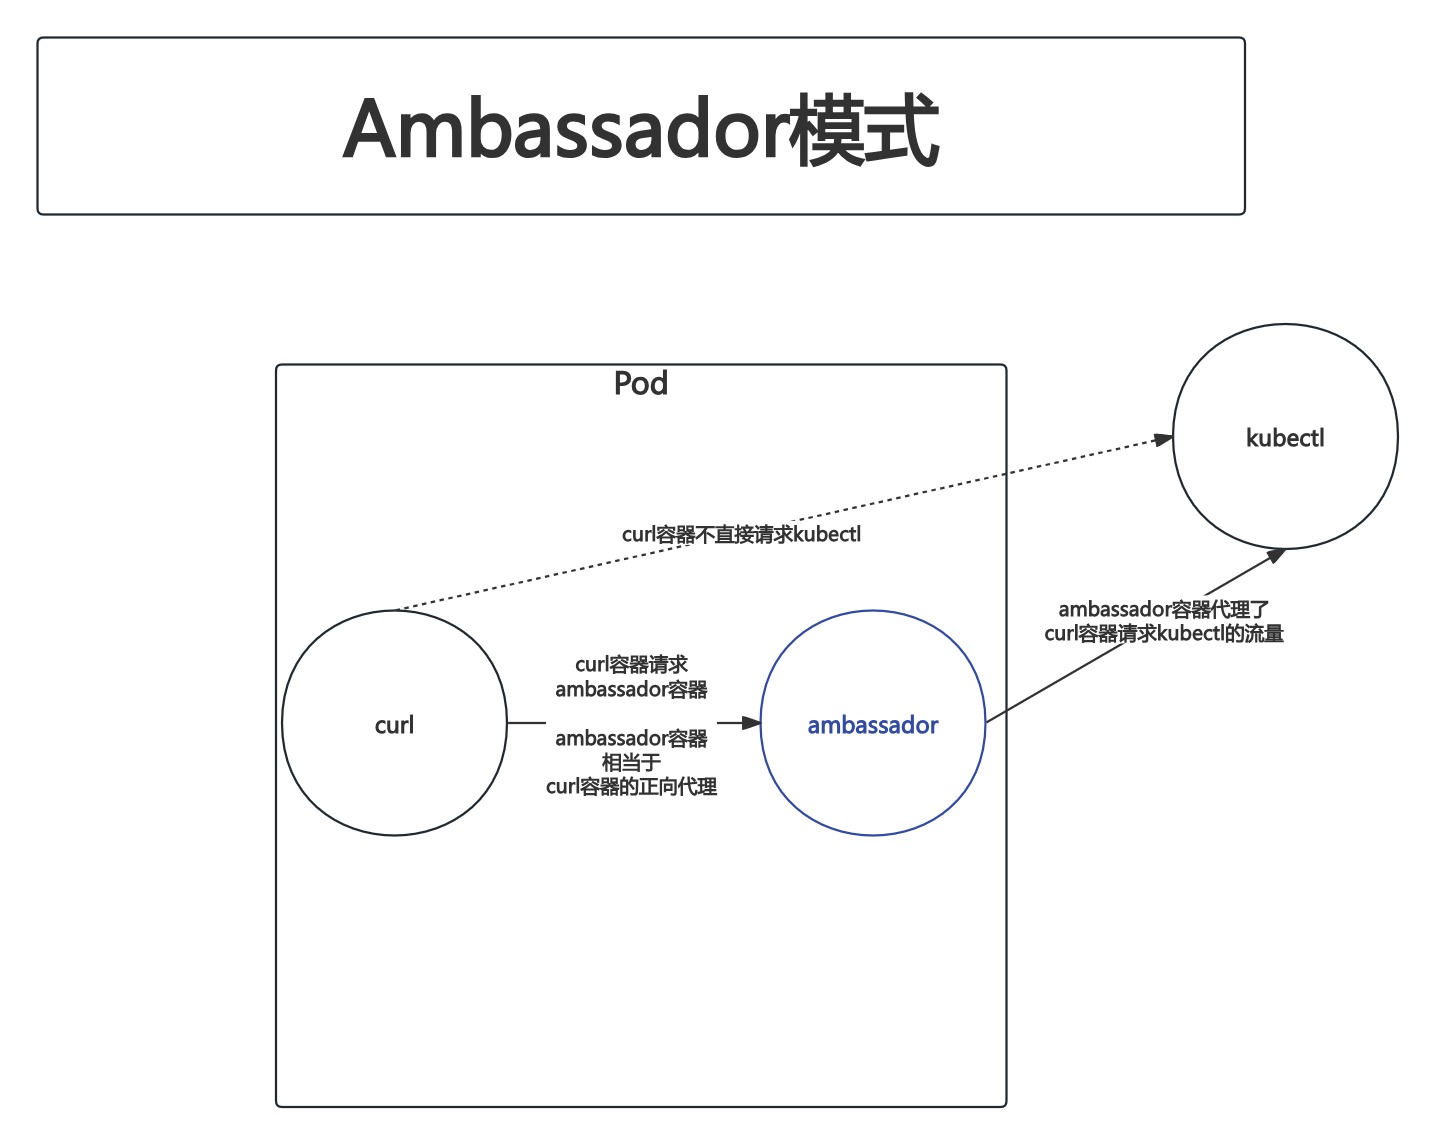 Ambassador模式
Pod
kubectl
curl容器不直接请求kubectl
ambassador容器代理了
curl容器请求kubectl的流量
curl容器请求
ambassador容器
curl
ambassador
ambassador容器
相当于
curl容器的正向代理